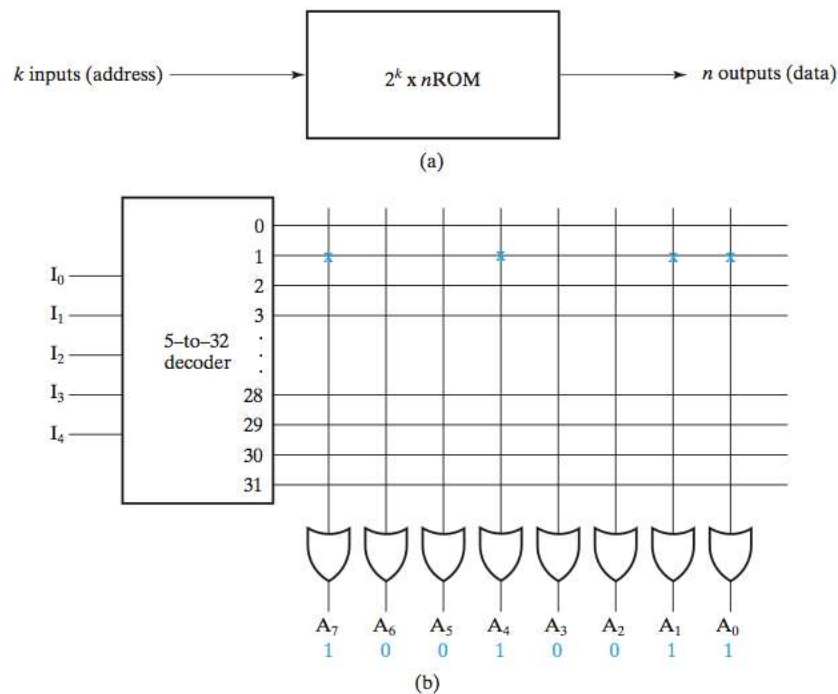 k inputs (address)
2^k x nROM
n outputs (data)
(a)
0
1
2
3
.
.
.
28
29
30
31
I₀
I₁
I₂
I₃
I₄
5–to–32
decoder
x x x x
A₇ A₆ A₅ A₄ A₃ A₂ A₁ A₀
1 0 0 1 0 0 1 1
(b)